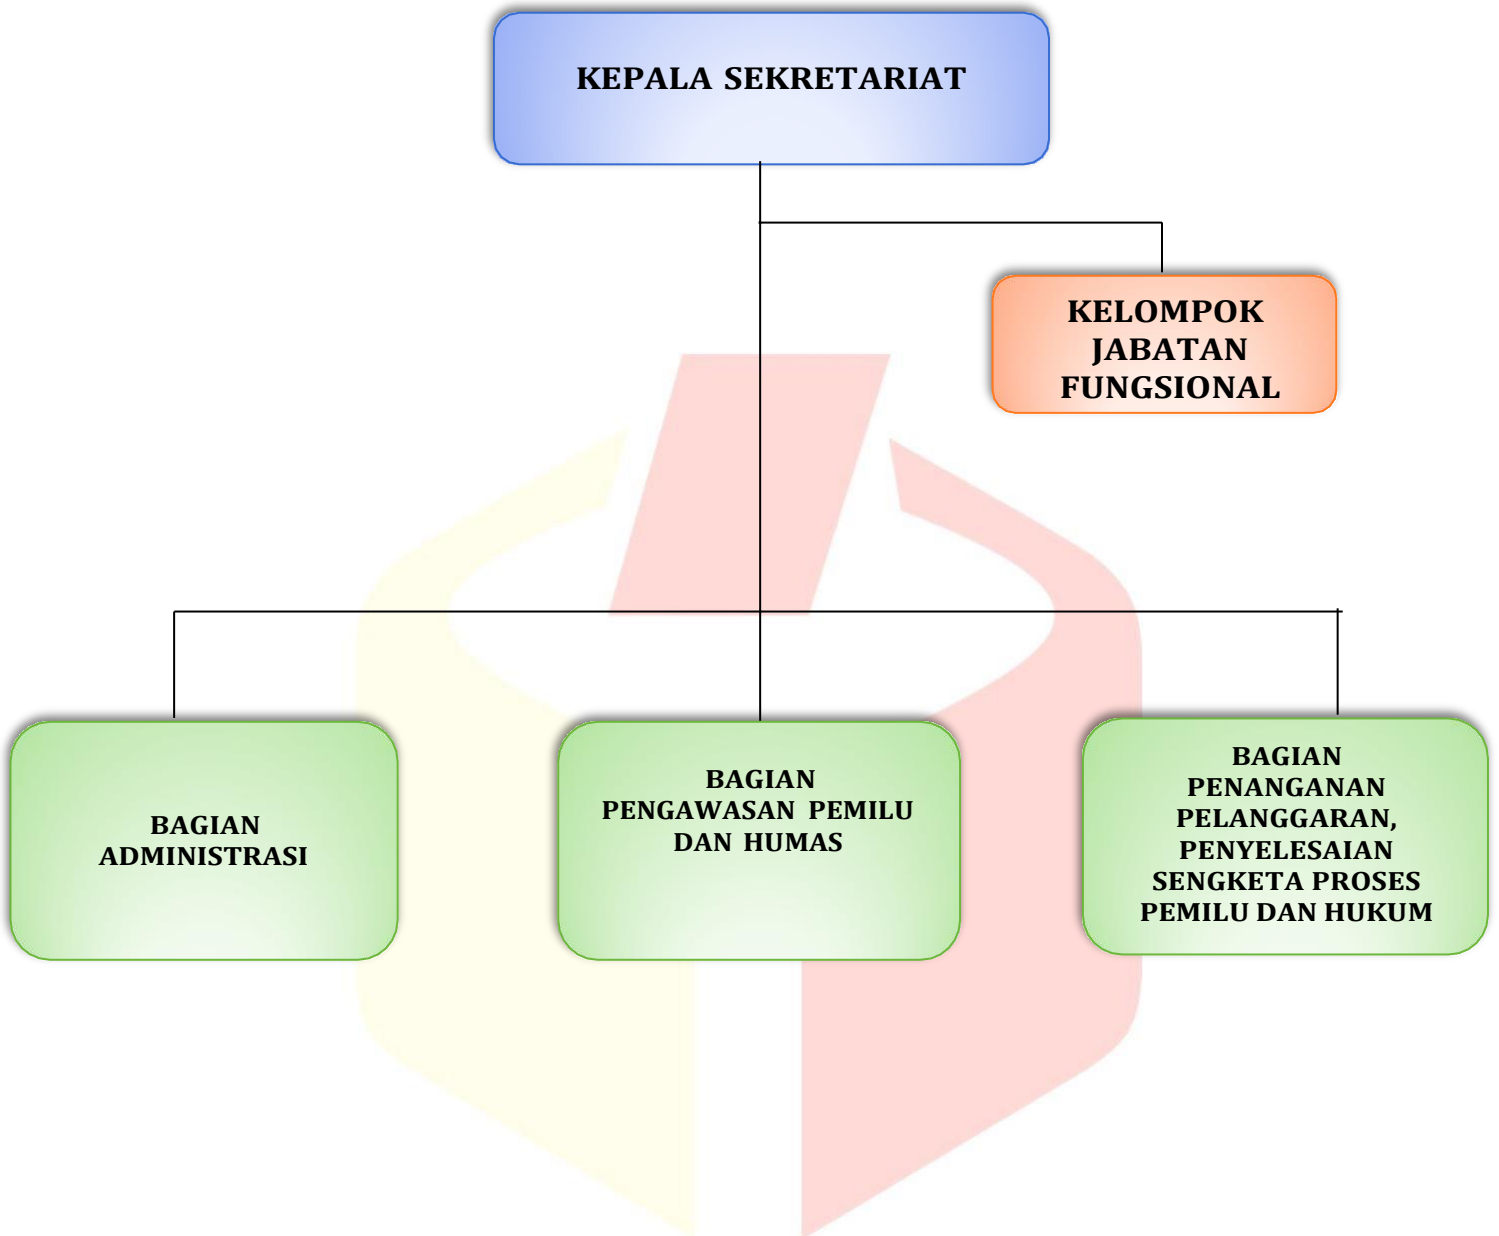 KEPALA SEKRETARIAT
KELOMPOK
JABATAN
FUNGSIONAL
BAGIAN
ADMINISTRASI
BAGIAN
PENGAWASAN PEMILU
DAN HUMAS
BAGIAN
PENANGANAN
PELANGGARAN,
PENYELESAIAN
SENGKETA PROSES
PEMILU DAN HUKUM